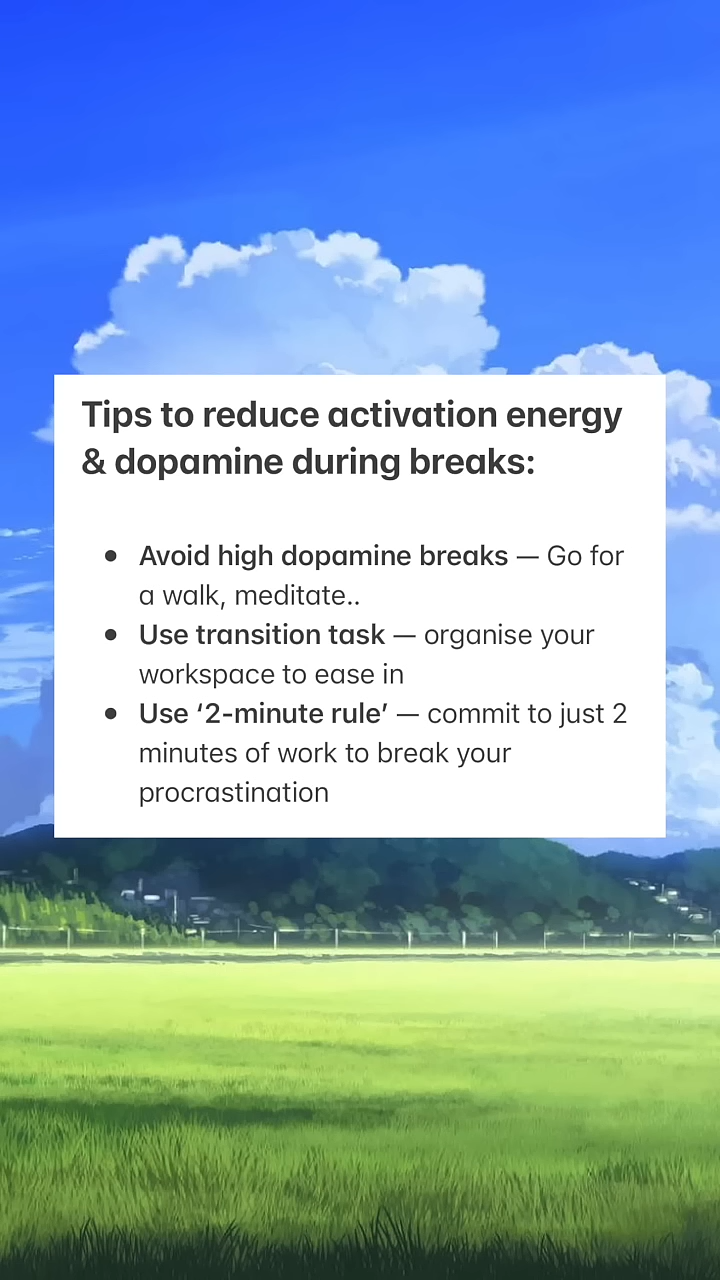 Tips to reduce activation energy
& dopamine during breaks:
• Avoid high dopamine breaks — Go for
a walk, meditate..
• Use transition task — organise your
workspace to ease in
• Use ‘2-minute rule’ — commit to just 2
minutes of work to break your
procrastination